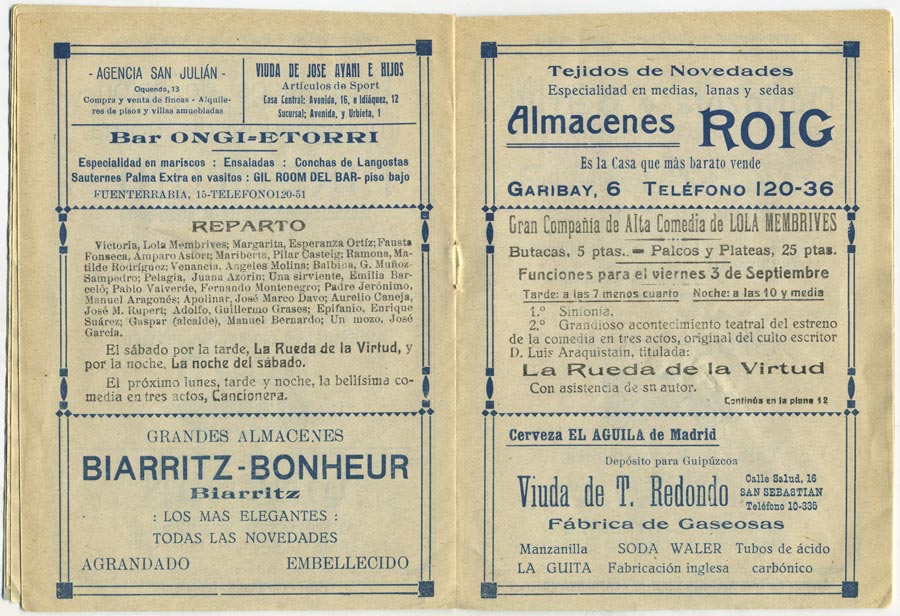 - AGENCIA SAN JULIÁN -
Oquendo, 13
Compra y venta de fincas - Alquile-
res de pisos y villas amuebladas
VIUDA DE JOSE AYANI E HIJOS
Artículos de Sport
Casa Central: Avenida, 16, e Idiáquez, 12
Sucursal; Avenida, y Urbieta, 1
Bar ONGI-ETORRI
Especialidad en mariscos : Ensaladas : Conchas de Langostas
Sauternes Palma Extra en vasitos : GIL ROOM DEL BAR- piso bajo
FUENTERRABIA, 15-TELEFONO 120-51
REPARTO
Victoria, Lola Membrives; Margarita, Esperanza Ortíz; Fausta
Fonseca, Amparo Astort; Mariberta, Pilar Casteig; Ramona, Ma-
tilde Rodríguez; Venancia, Angeles Molina; Balbina, G. Muñoz-
Sampedro; Pelagia, Juana Azorín; Una sirviente, Emilia Bar-
celó; Pablo Valverde, Fernando Montenegro; Padre Jerónimo,
Manuel Aragonés; Apolinar, José Marco Davo; Aurelio Caneja,
José M. Rupert; Adolfo, Guillermo Grases; Epifanio, Enrique
Suárez; Gaspar (alcalde), Manuel Bernardo; Un mozo, José
García.
El sábado por la tarde, La Rueda de la Virtud, y
por la noche, La noche del sábado.
El próximo lunes, tarde y noche, la bellísima co-
media en tres actos, Cancionera.
GRANDES ALMACENES
BIARRITZ-BONHEUR
Biarritz
: LOS MAS ELEGANTES :
TODAS LAS NOVEDADES
AGRANDADO EMBELLECIDO
Tejidos de Novedades
Especialidad en medias, lanas y sedas
Almacenes ROIG
Es la Casa que más barato vende
GARIBAY, 6 TELÉFONO 120-36
Gran Compañía de Alta Comedia de LOLA MEMBRIVES
Butacas, 5 ptas. - Palcos y Plateas, 25 ptas.
Funciones para el viernes 3 de Septiembre
Tarde: a las 7 menos cuarto Noche: a las 10 y media
1.º Sinfonía.
2.º Grandioso acontecimiento teatral del estreno
de la comedia en tres actos, original del culto escritor
D. Luis Araquistain, titulada:
La Rueda de la Virtud
Con asistencia de sn autor.
Continúa en la plana 12
Cerveza EL AGUILA de Madrid
Depósito para Guipúzcoa
Viuda de T. Redondo
Calle Salud, 16
SAN SEBASTIAN
Teléfono 10-335
Fábrica de Gaseosas
Manzanilla SODA WALER Tubos de ácido
LA GUITA Fabricación inglesa carbónico